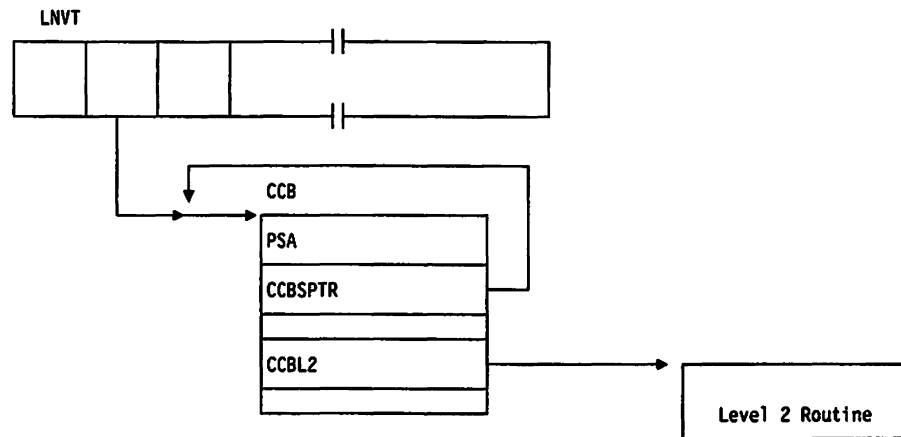 LNVT
CCB
PSA
CCBSPTR
CCBL2
Level 2 Routine